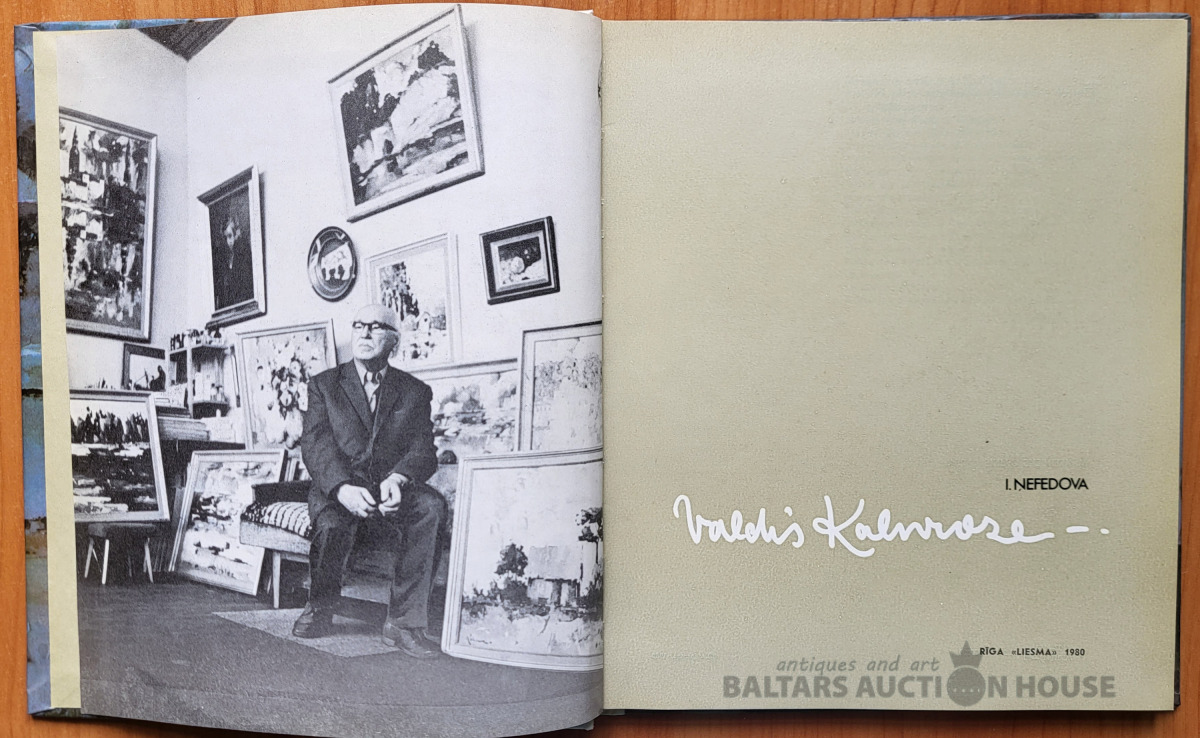 I. ŅEFEDOVA
Valdis Kalnroze
RĪGA «LIESMA» 1980
antiques and art
BALTARS AUCTION HOUSE